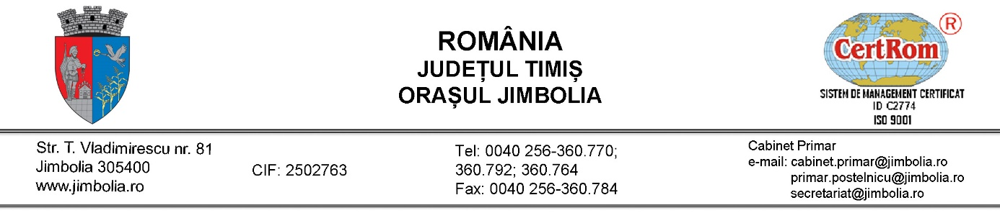 ROMÂNIA
JUDEȚUL TIMIȘ
ORAȘUL JIMBOLIA
CertRom ®
SISTEM DE MANAGEMENT CERTIFICAT
ID C2774
ISO 9001
Str. T. Vladimirescu nr. 81
Jimbolia 305400
www.jimbolia.ro
CIF: 2502763
Tel: 0040 256-360.770;
360.792; 360.764
Fax: 0040 256-360.784
Cabinet Primar
e-mail: cabinet.primar@jimbolia.ro
primar.postelnicu@jimbolia.ro
secretariat@jimbolia.ro